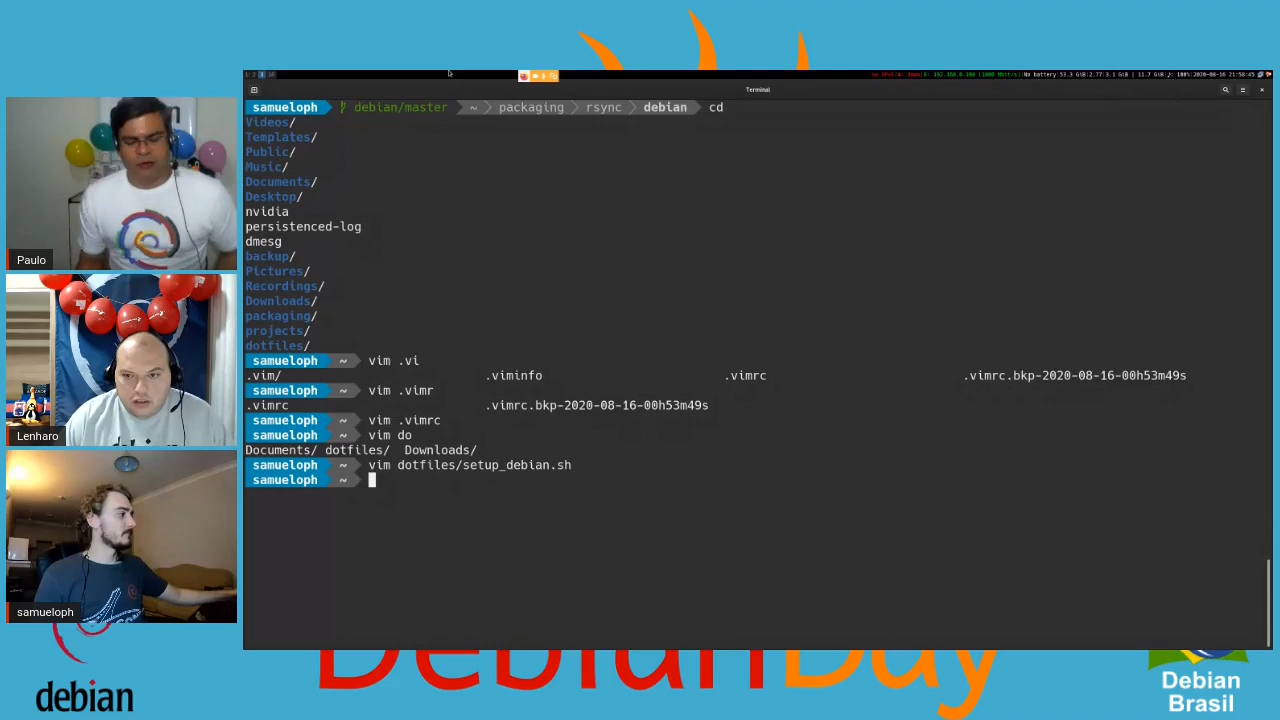 Terminal
samueloph debian/master ~ packaging rsync debian cd
Videos/
Templates/
Public/
Music/
Documents/
Desktop/
nvidia
persistenced-log
dmesg
backup/
Pictures/
Recordings/
Downloads/
packaging/
projects/
dotfiles/
samueloph ~ vim .vi
.vim/ .viminfo .vimrc .vimrc.bkp-2020-08-16-00h53m49s
samueloph ~ vim .vimr
.vimrc .vimrc.bkp-2020-08-16-00h53m49s
samueloph ~ vim .vimrc
samueloph ~ vim do
Documents/ dotfiles/ Downloads/
samueloph ~ vim dotfiles/setup_debian.sh
samueloph ~
Paulo
Lenharo
samueloph
debian
DebianDay
Debian
Brasil